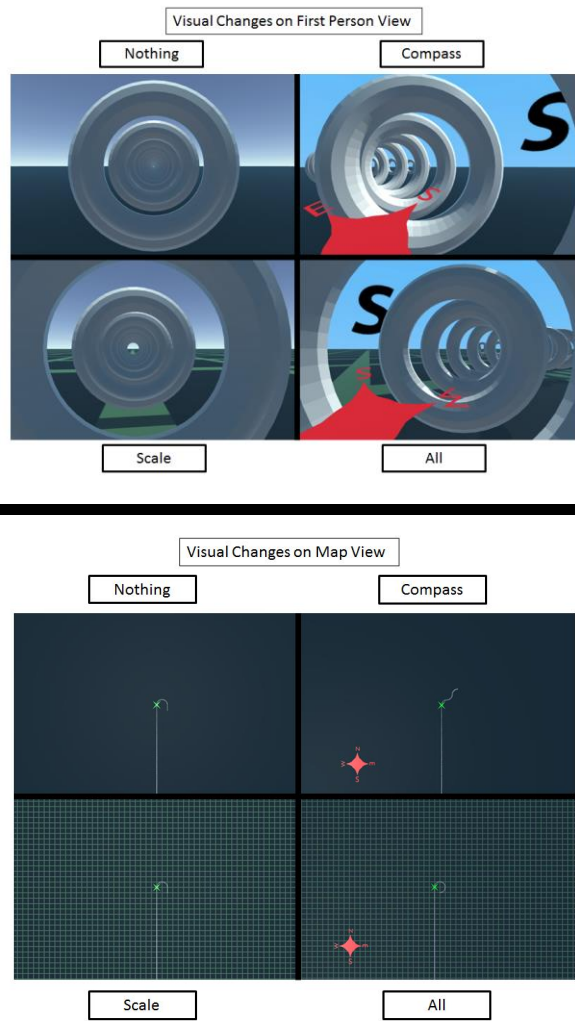 Visual Changes on First Person View
Nothing
Compass
S
E
S
S
S
Scale
All
Visual Changes on Map View
Nothing
Compass
N
W
E
S
N
W
E
S
Scale
All